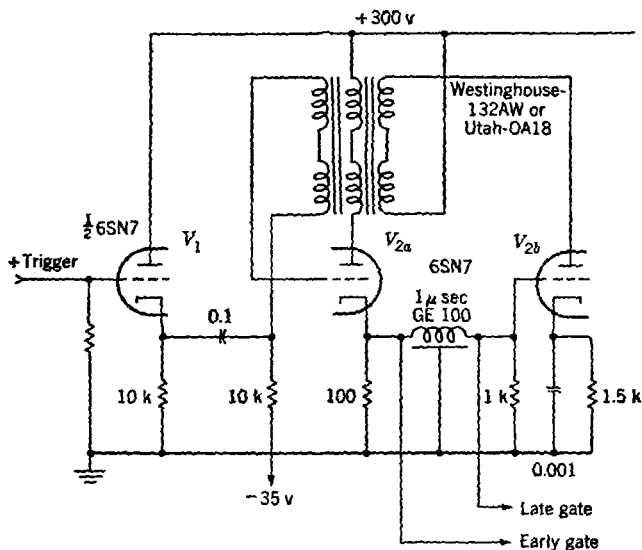 +300 v
Westinghouse-
132AW or
Utah-OA18
½ 6SN7
V₁
V₂ₐ
V₂b
+Trigger
6SN7
1 μ sec
GE 100
0.1
10 k
10 k
100
1 k
1.5 k
0.001
−35 v
Late gate
Early gate